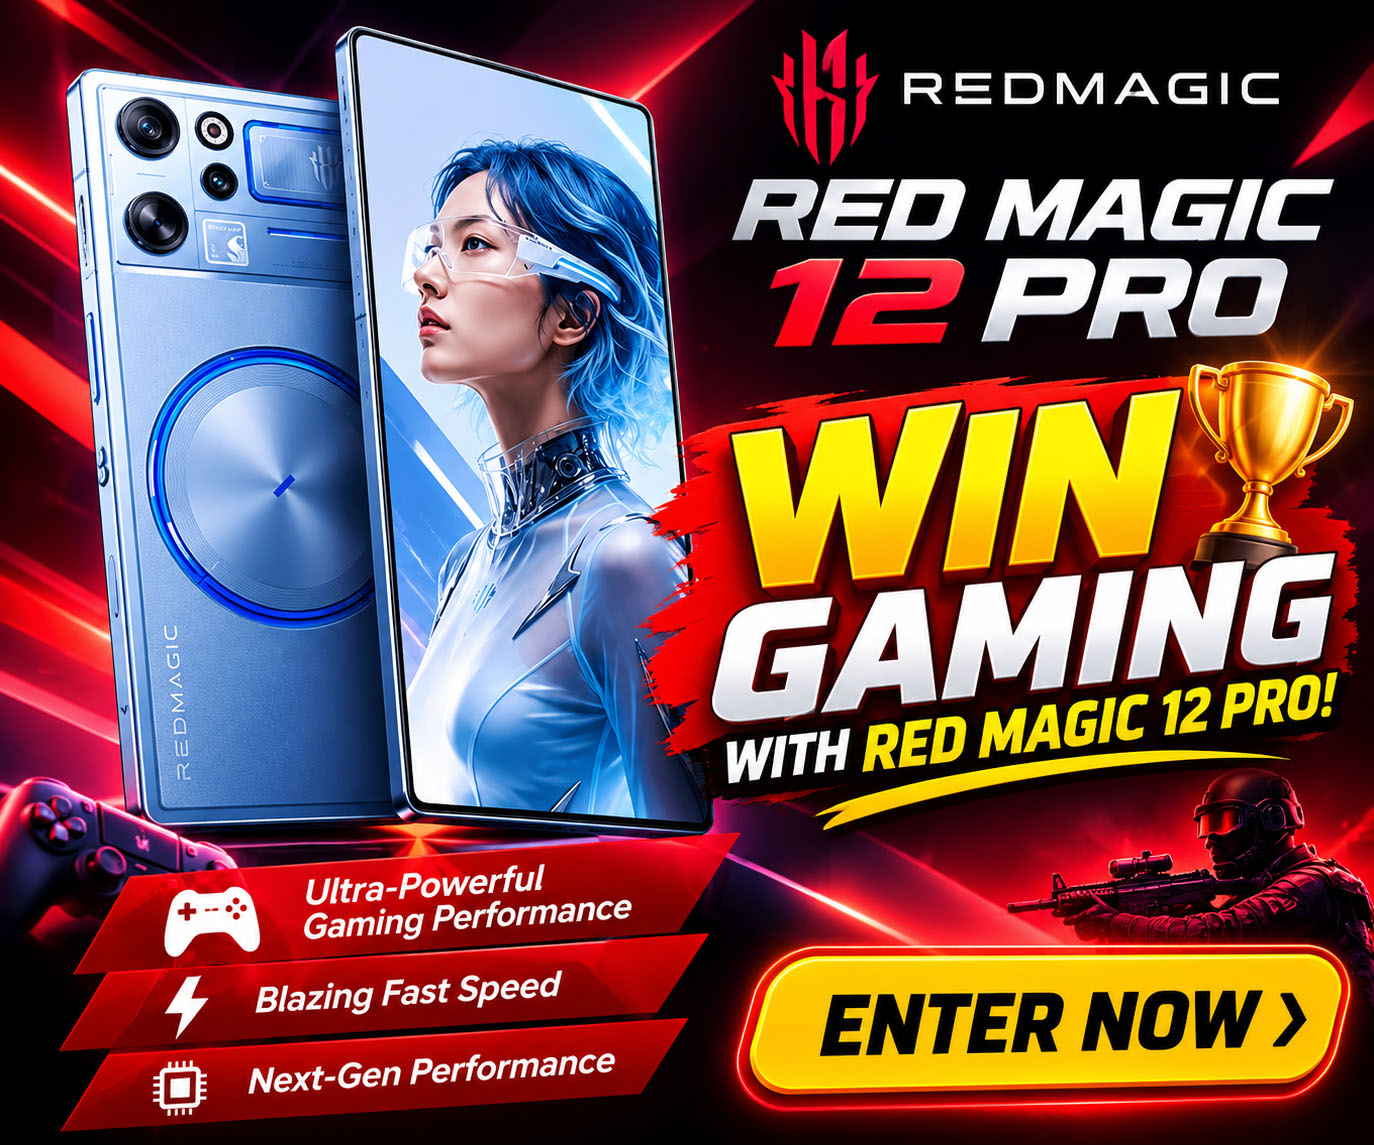 REDMAGIC
RED MAGIC
12 PRO
WIN
GAMING
WITH RED MAGIC 12 PRO!
REDMAGIC
Ultra-Powerful
Gaming Performance
Blazing Fast Speed
Next-Gen Performance
ENTER NOW